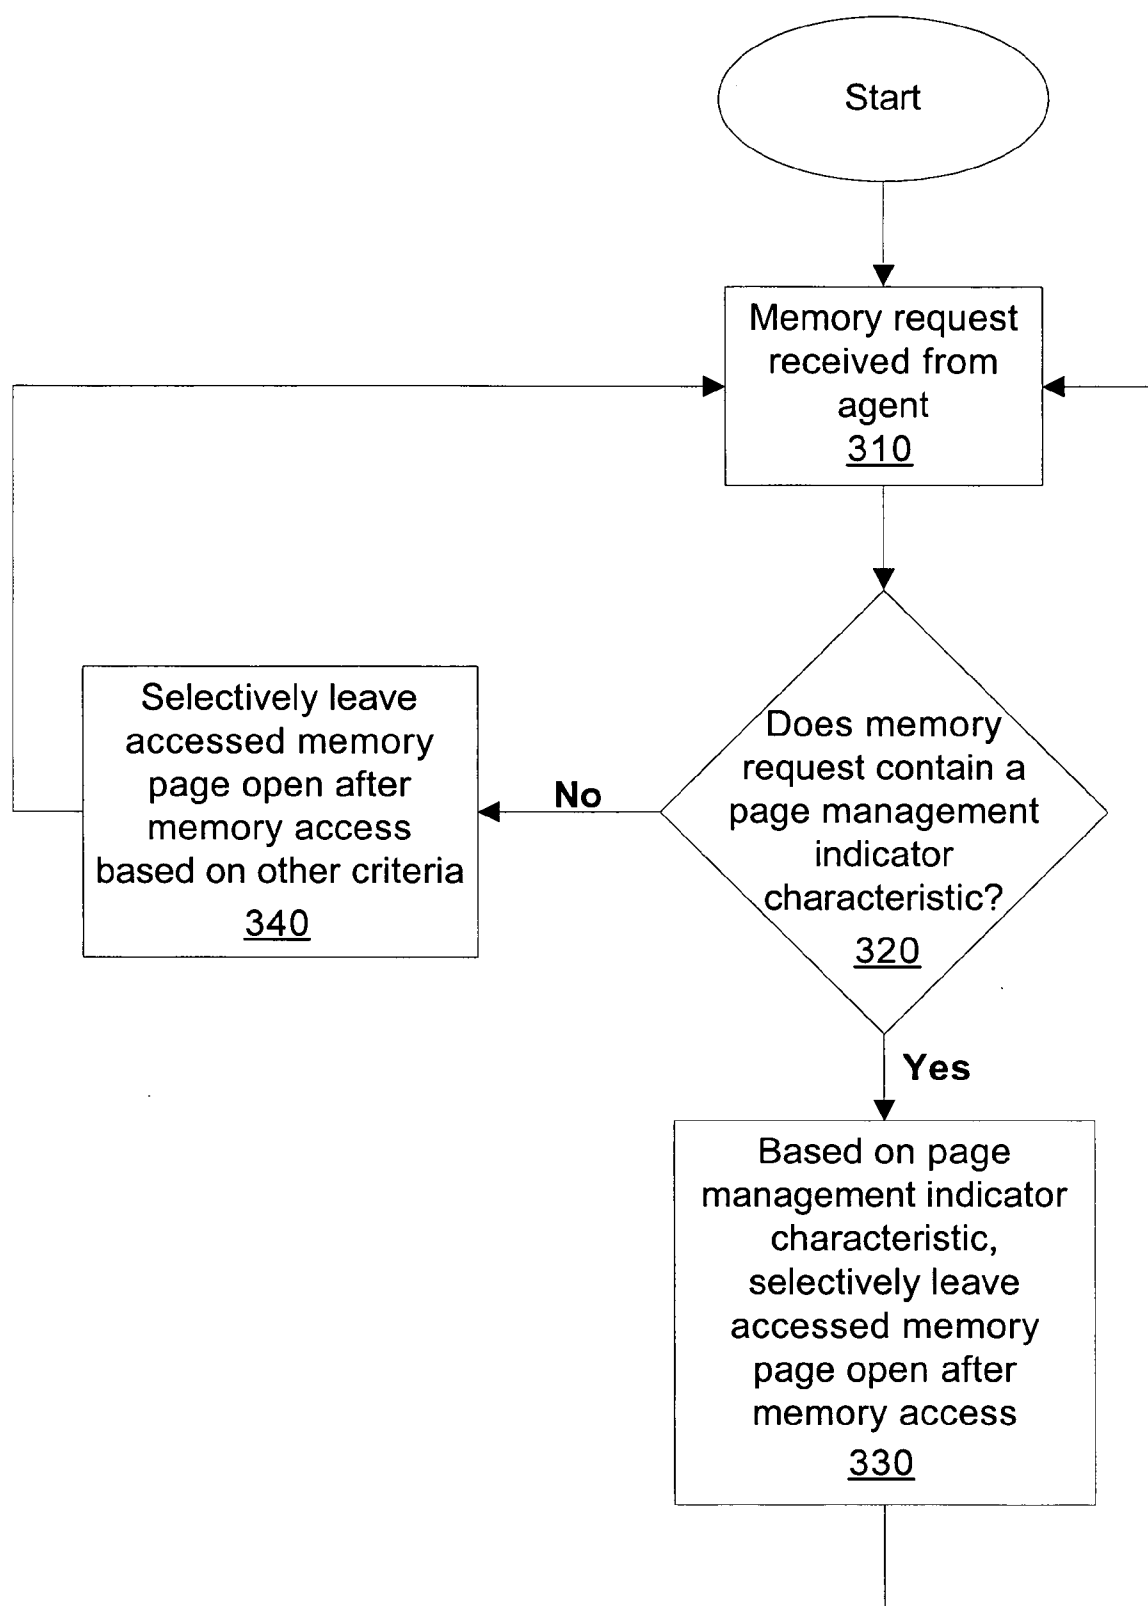 Start
Memory request
received from
agent
310
Does memory
request contain a
page management
indicator
characteristic?
320
No
Selectively leave
accessed memory
page open after
memory access
based on other criteria
340
Yes
Based on page
management indicator
characteristic,
selectively leave
accessed memory
page open after
memory access
330